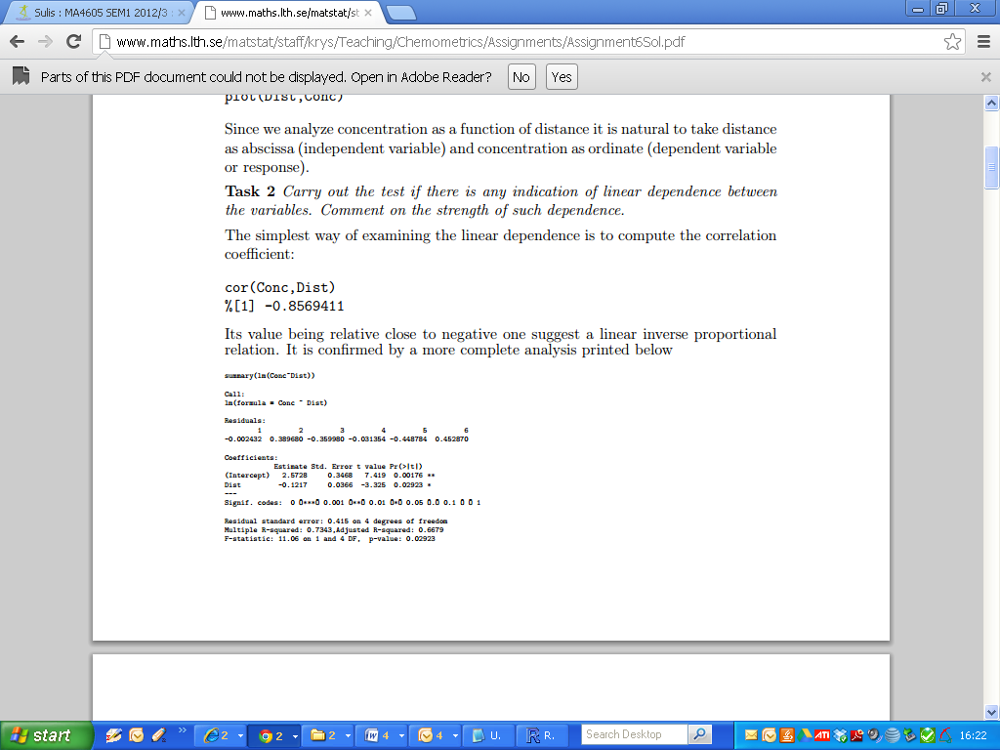 Sulis : MA4605 SEM1 2012/3 :
www.maths.lth.se/matstat/st
www.maths.lth.se/matstat/staff/krys/Teaching/Chemometrics/Assignments/Assignment6Sol.pdf
Parts of this PDF document could not be displayed. Open in Adobe Reader? No Yes
plot(Dist,Conc)
Since we analyze concentration as a function of distance it is natural to take distance
as abscissa (independent variable) and concentration as ordinate (dependent variable
or response).
Task 2 Carry out the test if there is any indication of linear dependence between
the variables. Comment on the strength of such dependence.
The simplest way of examining the linear dependence is to compute the correlation
coefficient:
cor(Conc,Dist)
%[1] -0.8569411
Its value being relative close to negative one suggest a linear inverse proportional
relation. It is confirmed by a more complete analysis printed below
summary(lm(Conc~Dist))
Call:
lm(formula = Conc ~ Dist)
Residuals:
1 2 3 4 5 6
-0.002432 0.389680 -0.359980 -0.031354 -0.448784 0.452870
Coefficients:
Estimate Std. Error t value Pr(>|t|)
(Intercept) 2.5728 0.3468 7.419 0.00176 **
Dist -0.1217 0.0366 -3.325 0.02923 *
---
Signif. codes: 0 Ô***Õ 0.001 Ô**Õ 0.01 Ô*Õ 0.05 Ô.Õ 0.1 Ô Õ 1
Residual standard error: 0.415 on 4 degrees of freedom
Multiple R-squared: 0.7343,Adjusted R-squared: 0.6679
F-statistic: 11.06 on 1 and 4 DF, p-value: 0.02923
start 2 2 2 4 4 U. R. Search Desktop ATI 16:22